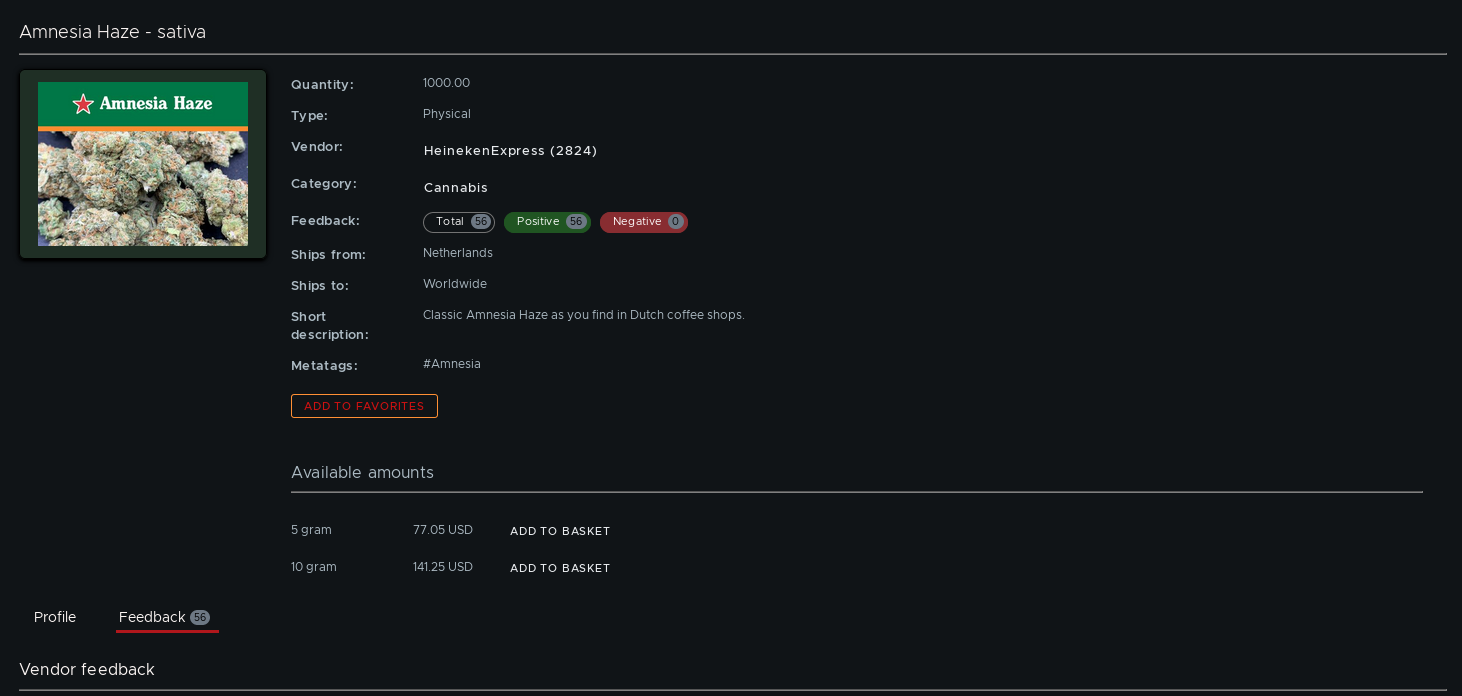 Amnesia Haze - sativa
Amnesia Haze
Quantity: 1000.00
Type: Physical
Vendor: HeinekenExpress (2824)
Category: Cannabis
Feedback: Total 56 Positive 56 Negative 0
Ships from: Netherlands
Ships to: Worldwide
Short description: Classic Amnesia Haze as you find in Dutch coffee shops.
Metatags: #Amnesia
ADD TO FAVORITES
Available amounts
5 gram 77.05 USD ADD TO BASKET
10 gram 141.25 USD ADD TO BASKET
Profile Feedback 56
Vendor feedback